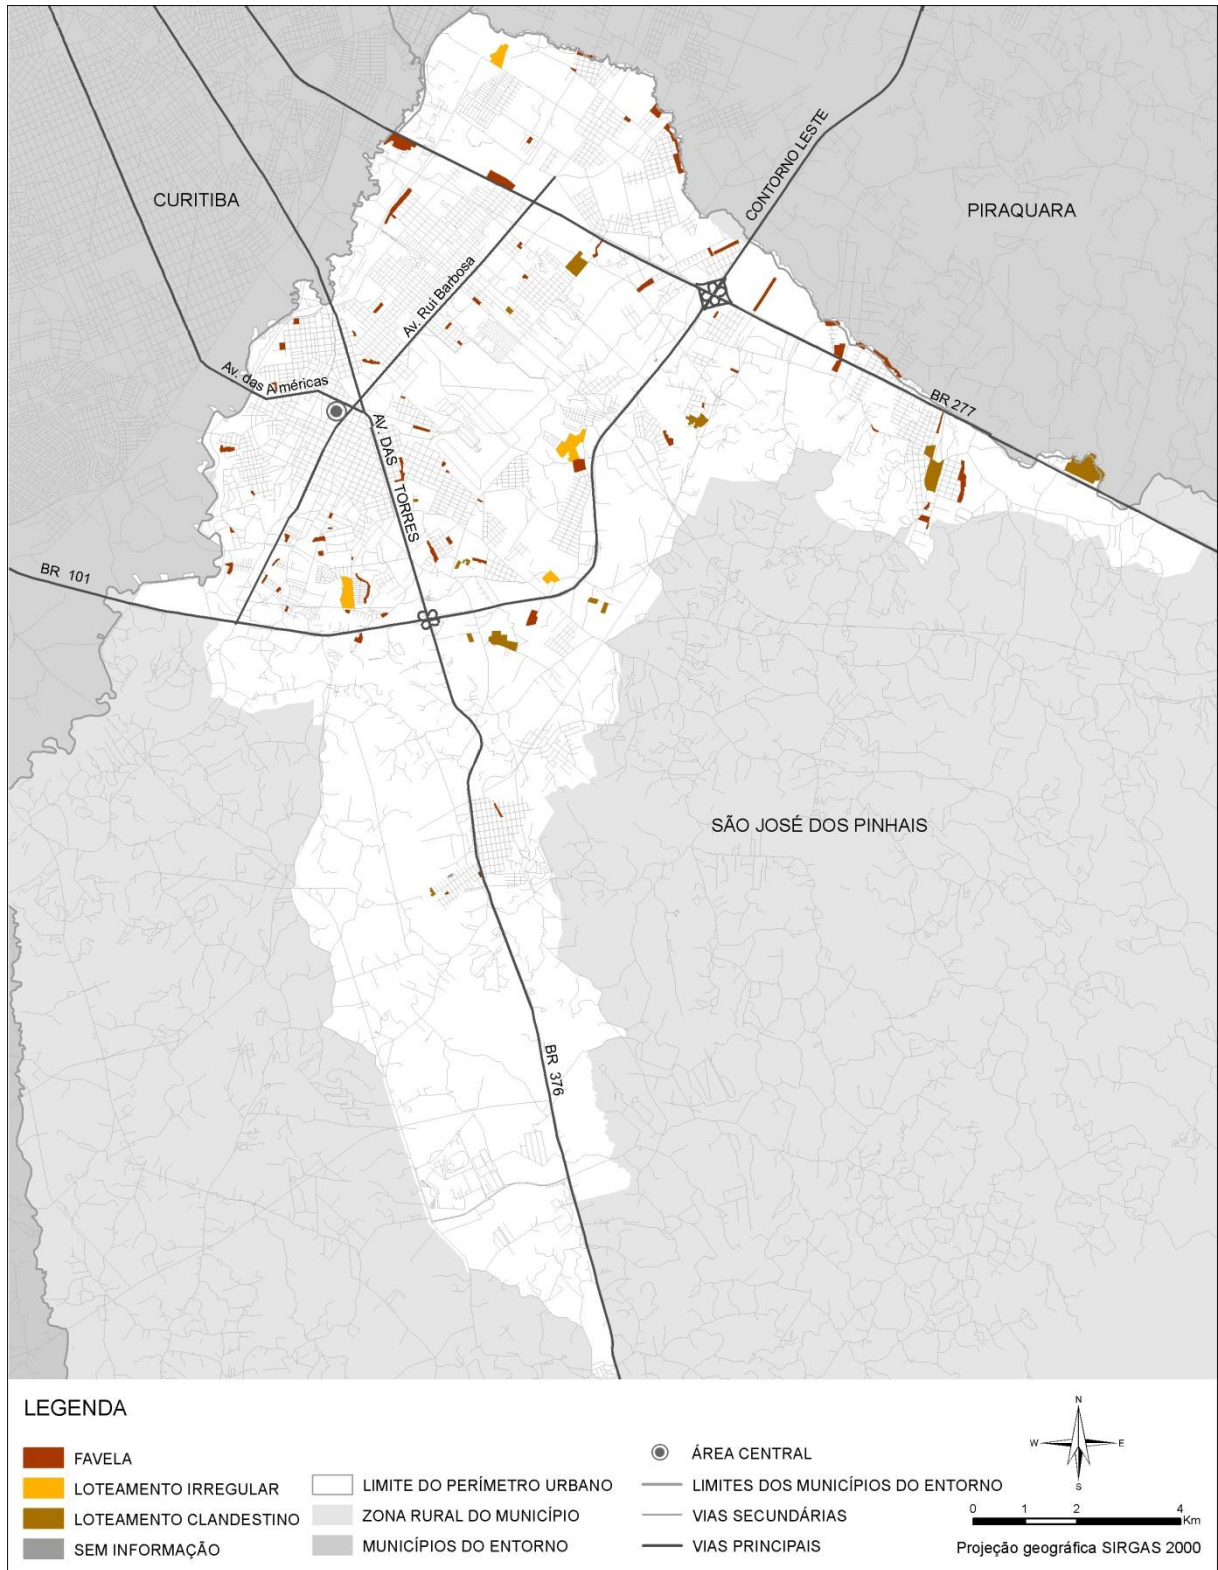 CONTORNO LESTE
CURITIBA
PIRAQUARA
Av. Rui Barbosa
Av. das Américas
BR 277
AV. DAS TORRES
BR 101
SÃO JOSÉ DOS PINHAIS
BR 376
LEGENDA
FAVELA
LOTEAMENTO IRREGULAR
LOTEAMENTO CLANDESTINO
SEM INFORMAÇÃO
LIMITE DO PERÍMETRO URBANO
ZONA RURAL DO MUNICÍPIO
MUNICÍPIOS DO ENTORNO
ÁREA CENTRAL
LIMITES DOS MUNICÍPIOS DO ENTORNO
VIAS SECUNDÁRIAS
VIAS PRINCIPAIS
N
W E
S
0 1 2 4
Km
Projeção geográfica SIRGAS 2000